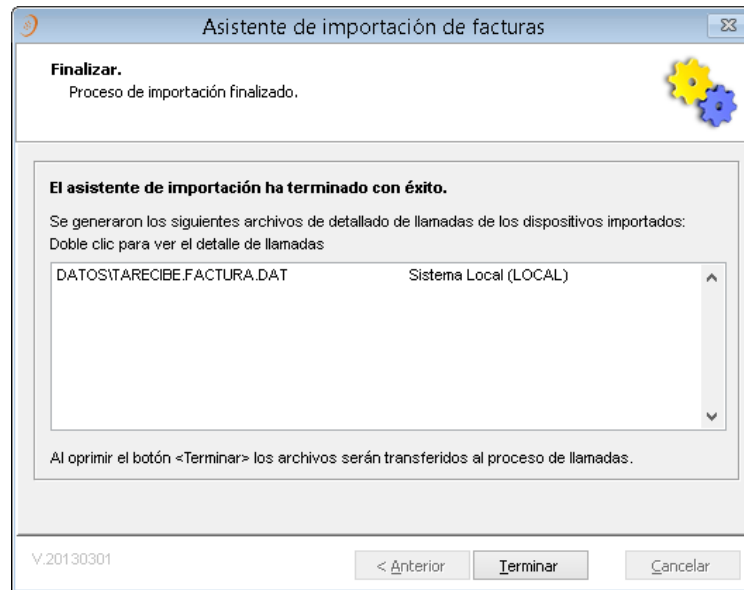 Asistente de importación de facturas
Finalizar.
Proceso de importación finalizado.
El asistente de importación ha terminado con éxito.
Se generaron los siguientes archivos de detallado de llamadas de los dispositivos importados:
Doble clic para ver el detalle de llamadas
DATOS\TARECIBE.FACTURA.DAT Sistema Local (LOCAL)
Al oprimir el botón <Terminar> los archivos serán transferidos al proceso de llamadas.
V.20130301
< Anterior Terminar Cancelar